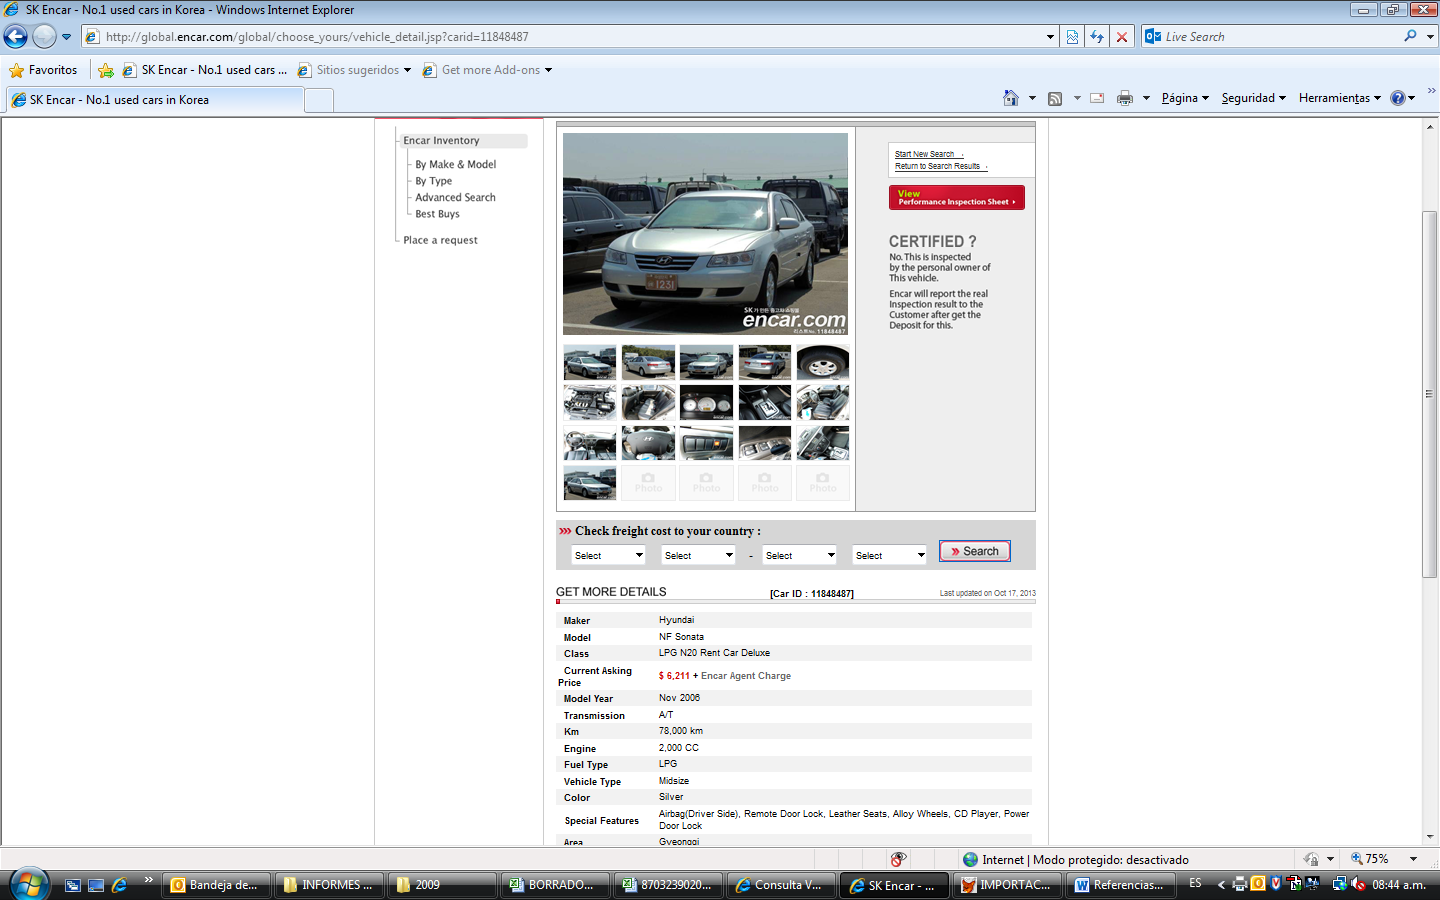 SK Encar - No.1 used cars in Korea - Windows Internet Explorer
http://global.encar.com/global/choose_yours/vehicle_detail.jsp?carid=11848487
Live Search
Favoritos
SK Encar - No.1 used cars ...
Sitios sugeridos
Get more Add-ons
SK Encar - No.1 used cars in Korea
Página
Seguridad
Herramientas
Encar Inventory
By Make & Model
By Type
Advanced Search
Best Buys
Place a request
1231
encar.com
11848487
Start New Search
Return to Search Results
View
Performance Inspection Sheet
CERTIFIED ?
No. This is inspected
by the personal owner of
This vehicle.
Encar will report the real
Inspection result to the
Customer after get the
Deposit for this.
Photo Photo Photo Photo
Check freight cost to your country :
Select Select - Select Select Search
GET MORE DETAILS [Car ID : 11848487] Last updated on Oct 17, 2013
Maker Hyundai
Model NF Sonata
Class LPG N20 Rent Car Deluxe
Current Asking
Price $ 6,211 + Encar Agent Charge
Model Year Nov 2006
Transmission A/T
Km 78,000 km
Engine 2,000 CC
Fuel Type LPG
Vehicle Type Midsize
Color Silver
Special Features Airbag(Driver Side), Remote Door Lock, Leather Seats, Alloy Wheels, CD Player, Power
Door Lock
Area Gyeonggi
Internet | Modo protegido: desactivado
75%
Bandeja de...
INFORMES ...
2009
BORRADO...
8703239020...
Consulta V...
SK Encar - ...
IMPORTAC...
Referencias...
ES
08:44 a.m.